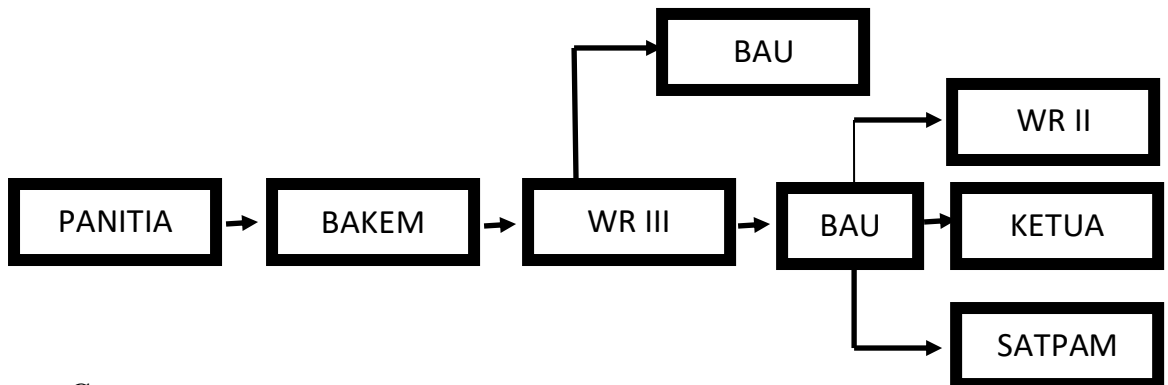 BAU
WR II
PANITIA
BAKEM
WR III
BAU
KETUA
SATPAM